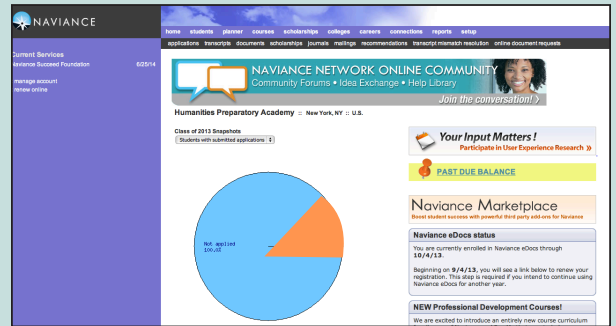 NAVIANCE
home students planner courses scholarships colleges careers connections reports setup
applications transcripts documents scholarships journals mailings recommendations transcript mismatch resolution online document requests
Current Services
Naviance Succeed Foundation 6/25/14
manage account
renew online
NAVIANCE NETWORK ONLINE COMMUNITY
Community Forums • Idea Exchange • Help Library
Join the conversation! >
Humanities Preparatory Academy :: New York, NY :: U.S.
Class of 2013 Snapshots
Students with submitted applications
Not applied
100.0%
Your Input Matters!
Participate in User Experience Research »
PAST DUE BALANCE
Naviance Marketplace
Boost student success with powerful third party add-ons for Naviance
Naviance eDocs status
You are currently enrolled in Naviance eDocs through
10/4/13.
Beginning on 9/4/13, you will see a link below to renew your
registration. This step is required if you intend to continue using
Naviance eDocs for another year.
NEW Professional Development Courses!
We are excited to introduce an entirely new course curriculum